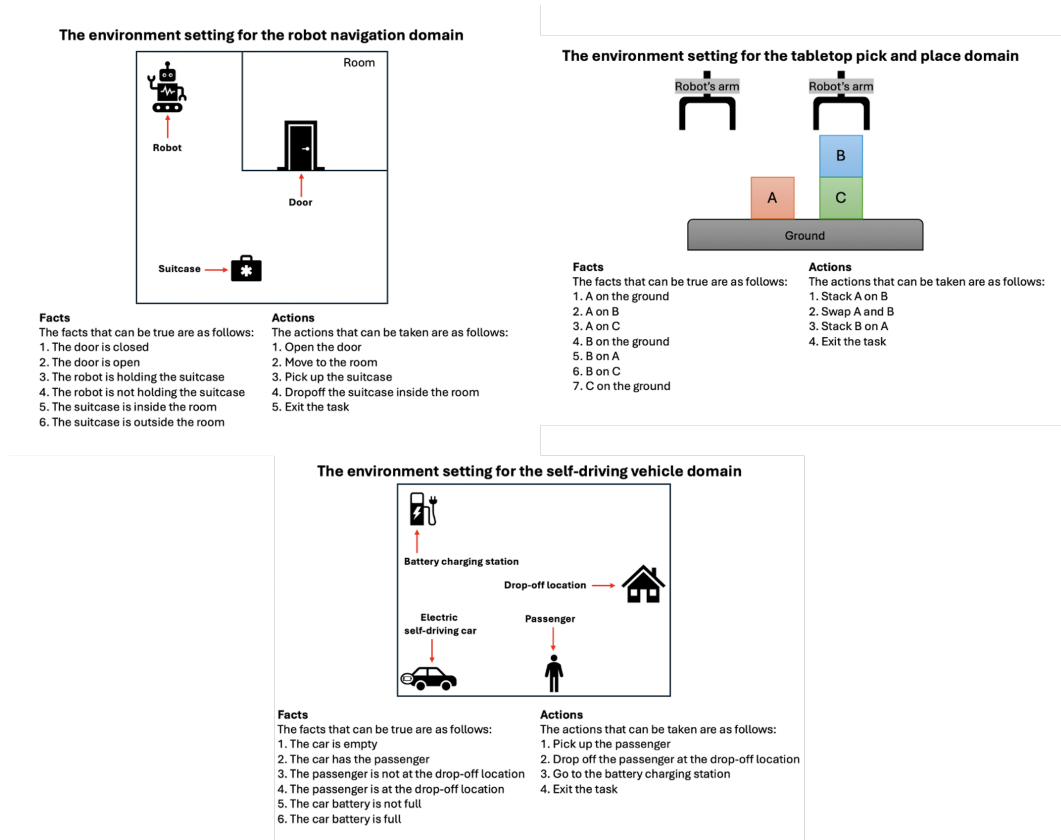 The environment setting for the robot navigation domain
Room
Robot
Door
Suitcase
Facts
The facts that can be true are as follows:
1. The door is closed
2. The door is open
3. The robot is holding the suitcase
4. The robot is not holding the suitcase
5. The suitcase is inside the room
6. The suitcase is outside the room
Actions
The actions that can be taken are as follows:
1. Open the door
2. Move to the room
3. Pick up the suitcase
4. Dropoff the suitcase inside the room
5. Exit the task
The environment setting for the tabletop pick and place domain
Robot's arm
Robot's arm
B
A
C
Ground
Facts
The facts that can be true are as follows:
1. A on the ground
2. A on B
3. A on C
4. B on the ground
5. B on A
6. B on C
7. C on the ground
Actions
The actions that can be taken are as follows:
1. Stack A on B
2. Swap A and B
3. Stack B on A
4. Exit the task
The environment setting for the self-driving vehicle domain
Battery charging station
Drop-off location
Electric
self-driving car
Passenger
Facts
The facts that can be true are as follows:
1. The car is empty
2. The car has the passenger
3. The passenger is not at the drop-off location
4. The passenger is at the drop-off location
5. The car battery is not full
6. The car battery is full
Actions
The actions that can be taken are as follows:
1. Pick up the passenger
2. Drop off the passenger at the drop-off location
3. Go to the battery charging station
4. Exit the task